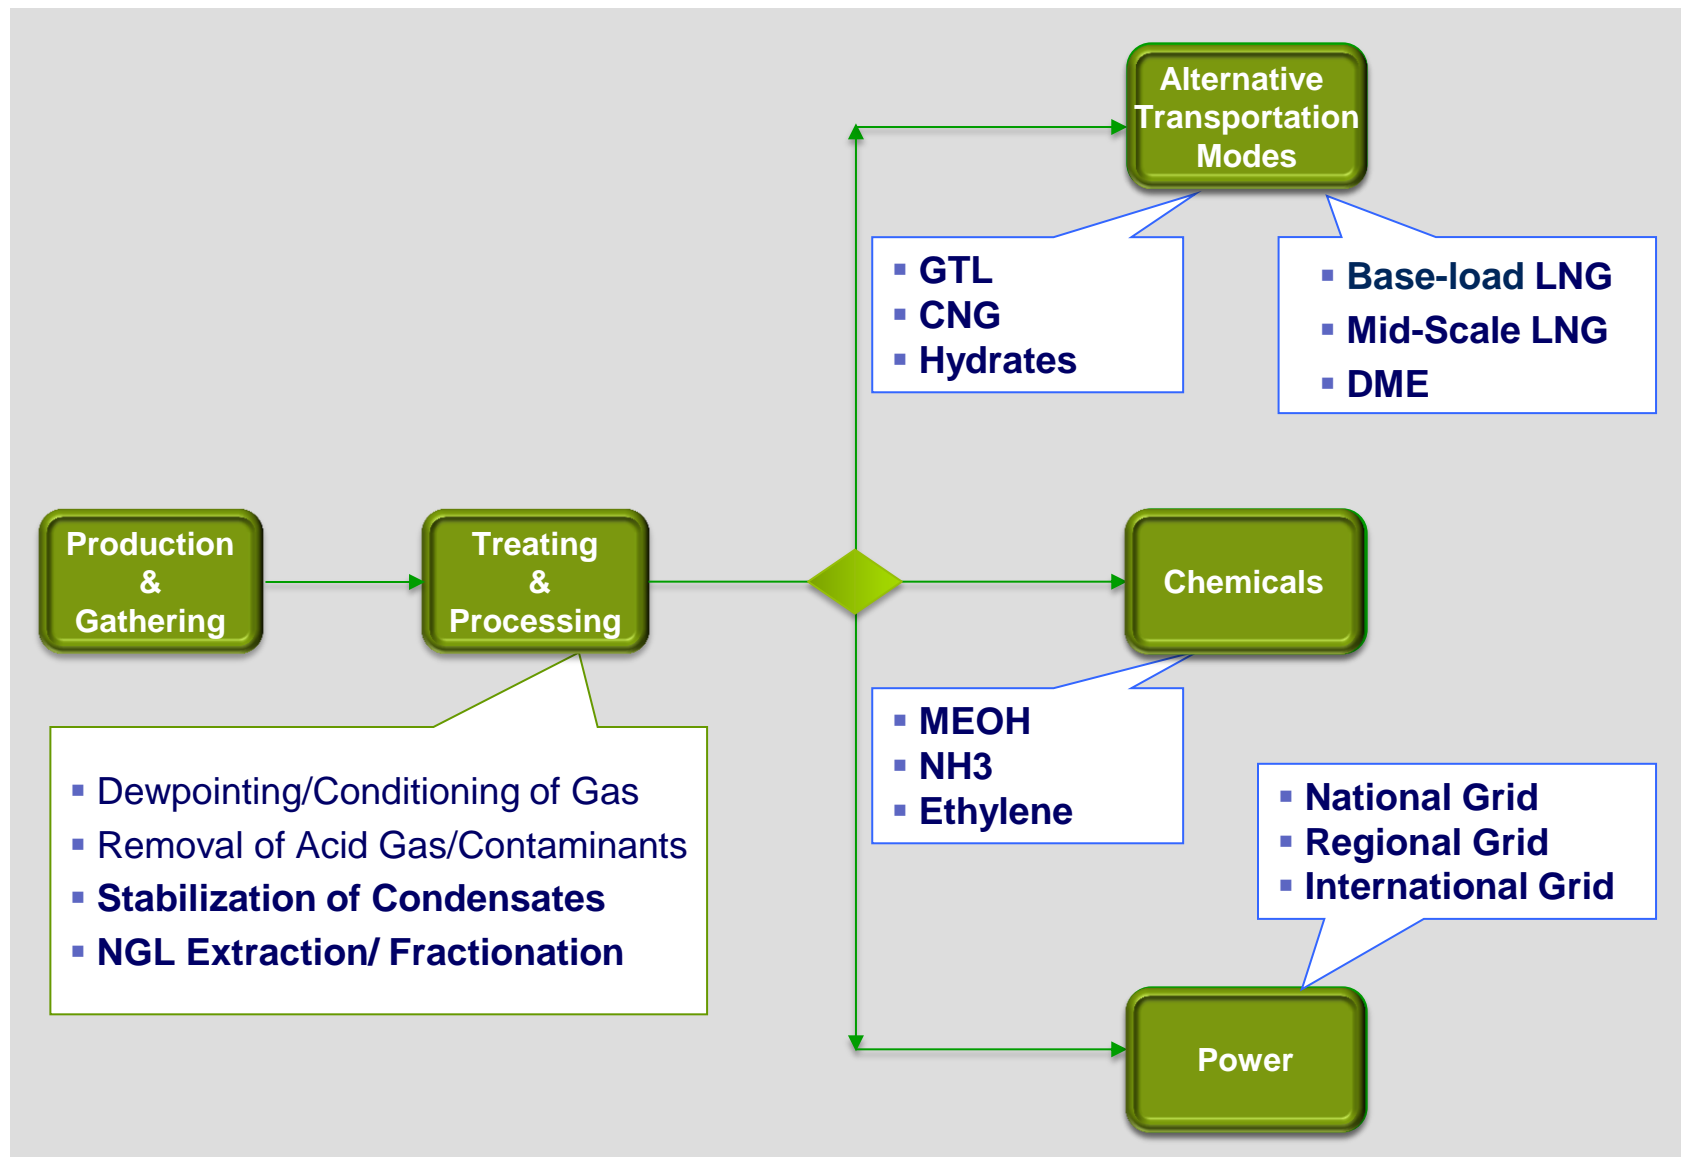 Alternative
Transportation
Modes
▪ GTL
▪ CNG
▪ Hydrates
▪ Base-load LNG
▪ Mid-Scale LNG
▪ DME
Production
&
Gathering
Treating
&
Processing
Chemicals
▪ Dewpointing/Conditioning of Gas
▪ Removal of Acid Gas/Contaminants
▪ Stabilization of Condensates
▪ NGL Extraction/ Fractionation
▪ MEOH
▪ NH3
▪ Ethylene
▪ National Grid
▪ Regional Grid
▪ International Grid
Power